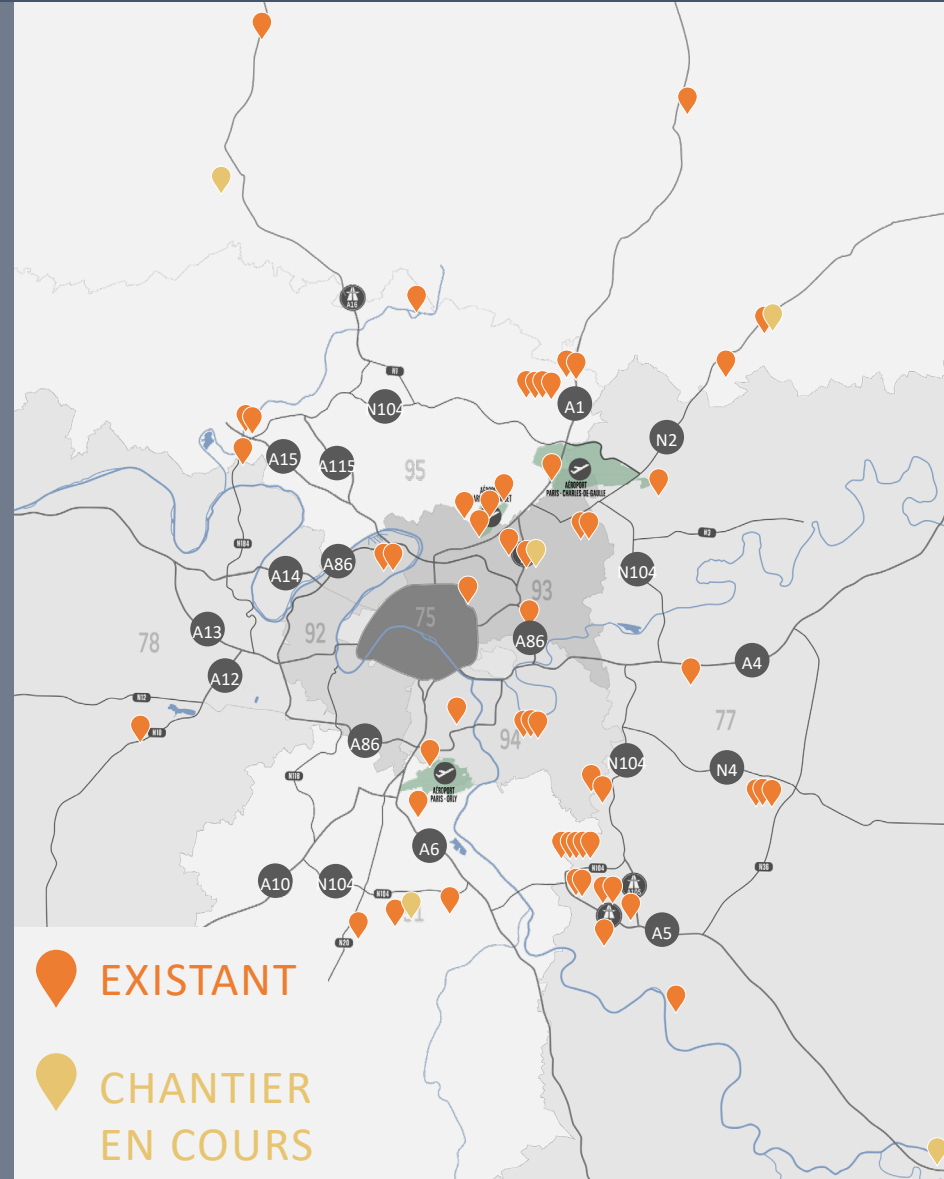 A16
N1
N104
A1
N2
A15
A115
95
AÉROPORT
PARIS - CHARLES-DE-GAULLE
N184
N3
A14
A86
N104
93
75
92
78
A13
A86
A4
A12
N12
N10
77
94
A86
N104
N4
N118
AÉROPORT
PARIS - ORLY
A6
N104
N36
A10
N104
N104
A5
N20
EXISTANT
CHANTIER
EN COURS